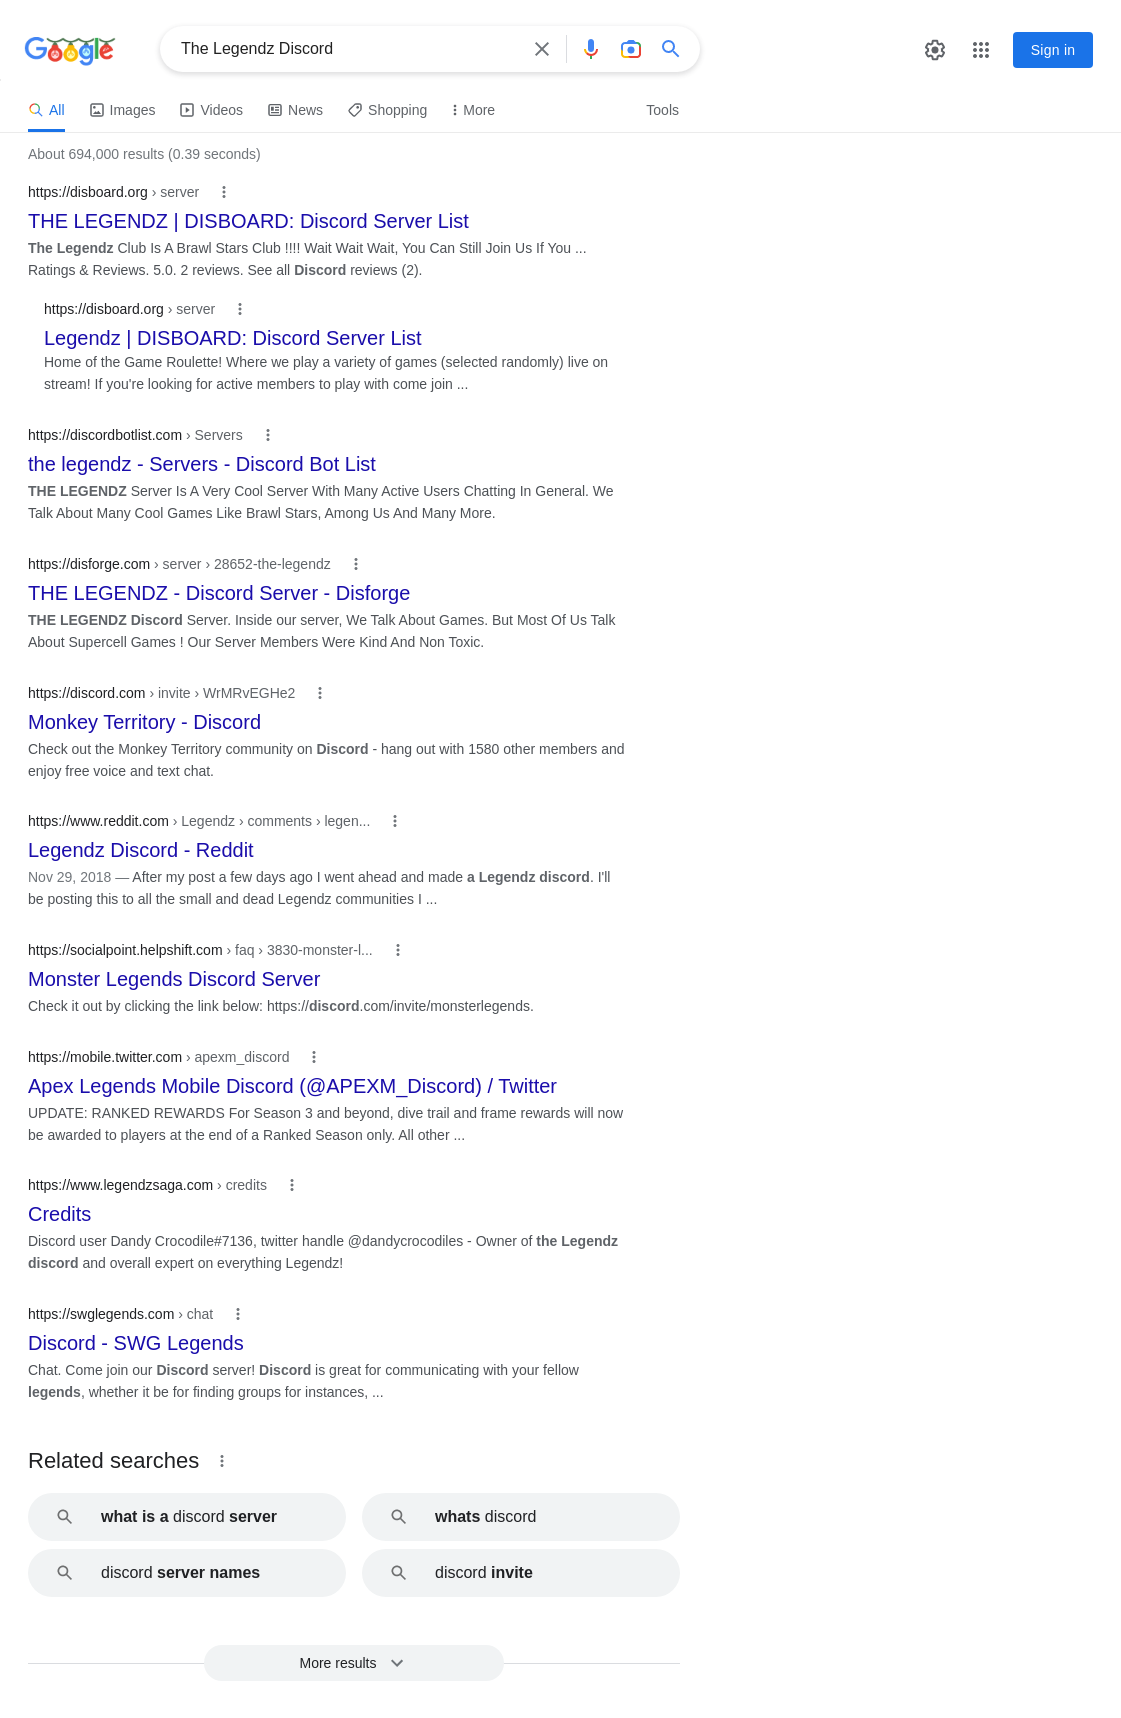 Google
The Legendz Discord
Sign in
All
Images
Videos
News
Shopping
More
Tools
About 694,000 results (0.39 seconds)
https://disboard.org › server
THE LEGENDZ | DISBOARD: Discord Server List
The Legendz Club Is A Brawl Stars Club !!!! Wait Wait Wait, You Can Still Join Us If You ...
Ratings & Reviews. 5.0. 2 reviews. See all Discord reviews (2).
https://disboard.org › server
Legendz | DISBOARD: Discord Server List
Home of the Game Roulette! Where we play a variety of games (selected randomly) live on
stream! If you're looking for active members to play with come join ...
https://discordbotlist.com › Servers
the legendz - Servers - Discord Bot List
THE LEGENDZ Server Is A Very Cool Server With Many Active Users Chatting In General. We
Talk About Many Cool Games Like Brawl Stars, Among Us And Many More.
https://disforge.com › server › 28652-the-legendz
THE LEGENDZ - Discord Server - Disforge
THE LEGENDZ Discord Server. Inside our server, We Talk About Games. But Most Of Us Talk
About Supercell Games ! Our Server Members Were Kind And Non Toxic.
https://discord.com › invite › WrMRvEGHe2
Monkey Territory - Discord
Check out the Monkey Territory community on Discord - hang out with 1580 other members and
enjoy free voice and text chat.
https://www.reddit.com › Legendz › comments › legen...
Legendz Discord - Reddit
Nov 29, 2018 — After my post a few days ago I went ahead and made a Legendz discord. I'll
be posting this to all the small and dead Legendz communities I ...
https://socialpoint.helpshift.com › faq › 3830-monster-l...
Monster Legends Discord Server
Check it out by clicking the link below: https://discord.com/invite/monsterlegends.
https://mobile.twitter.com › apexm_discord
Apex Legends Mobile Discord (@APEXM_Discord) / Twitter
UPDATE: RANKED REWARDS For Season 3 and beyond, dive trail and frame rewards will now
be awarded to players at the end of a Ranked Season only. All other ...
https://www.legendzsaga.com › credits
Credits
Discord user Dandy Crocodile#7136, twitter handle @dandycrocodiles - Owner of the Legendz
discord and overall expert on everything Legendz!
https://swglegends.com › chat
Discord - SWG Legends
Chat. Come join our Discord server! Discord is great for communicating with your fellow
legends, whether it be for finding groups for instances, ...
Related searches
what is a discord server
whats discord
discord server names
discord invite
More results